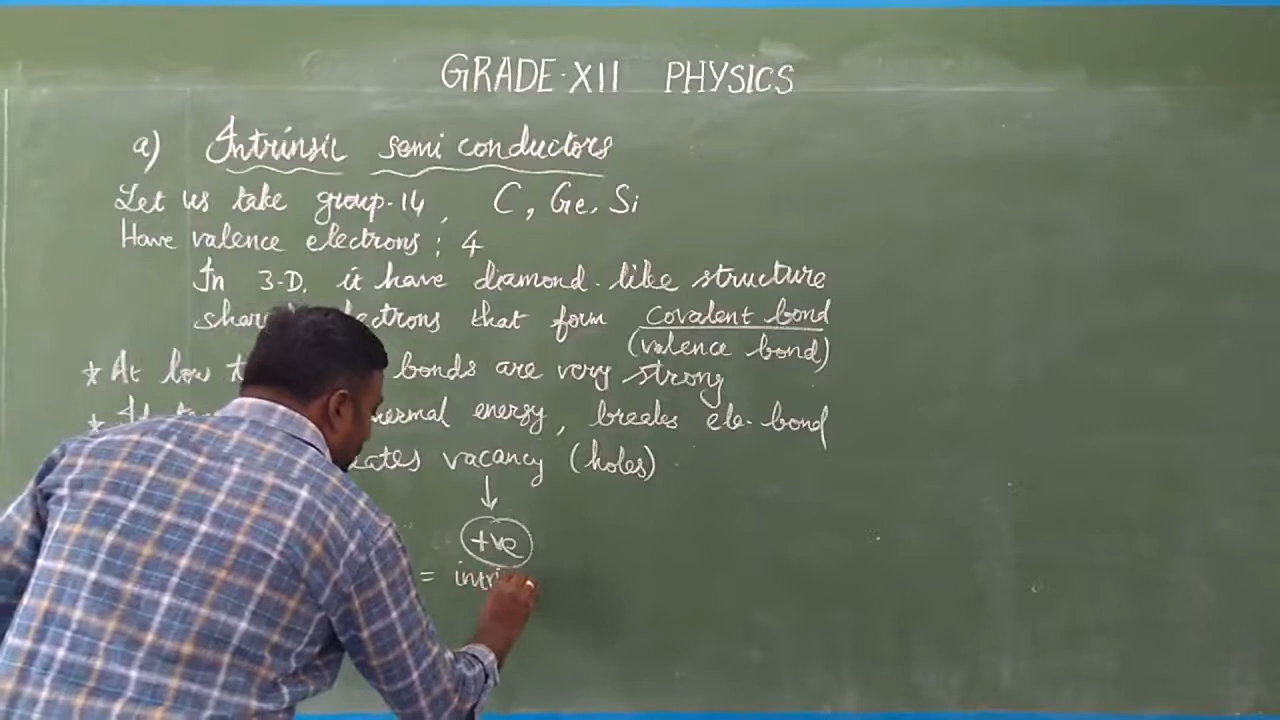 GRADE-XII PHYSICS
a) Intrinsic semi conductors
Let us take group-14, C, Ge, Si
Have valence electrons : 4
In 3-D, it have diamond-like structure
that form covalent bond
(valence bond)
* At low bonds are very strong
* energy, breaks ele-bond
vacancy (holes)
↓
+ve
=